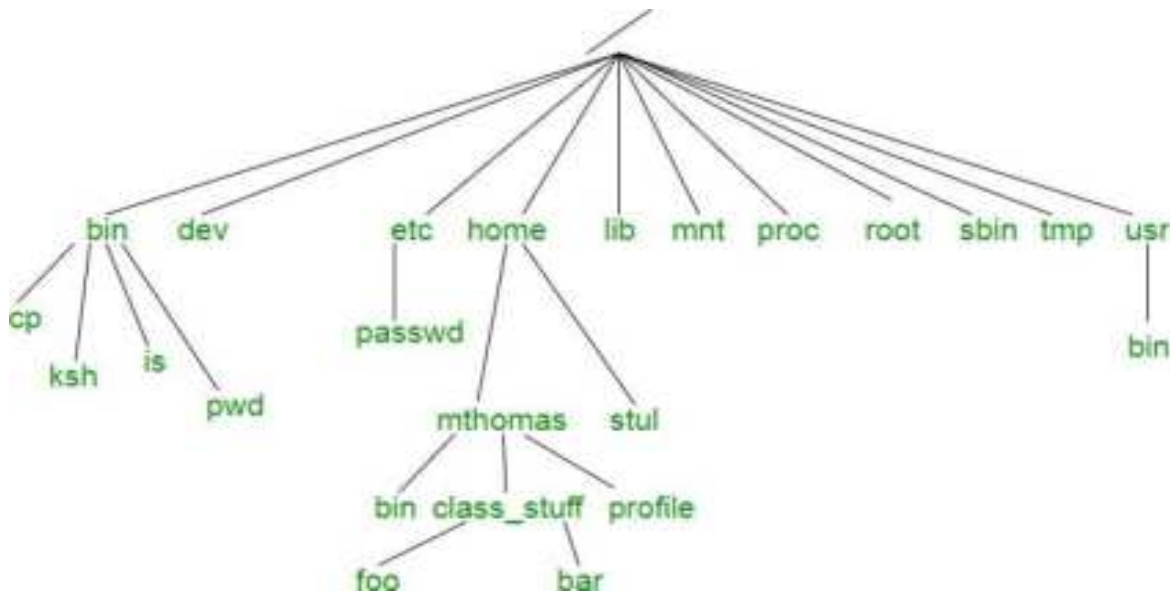 /
bin dev etc home lib mnt proc root sbin tmp usr
cp
passwd
ksh is bin
pwd
mthomas stul
bin class_stuff profile
foo bar